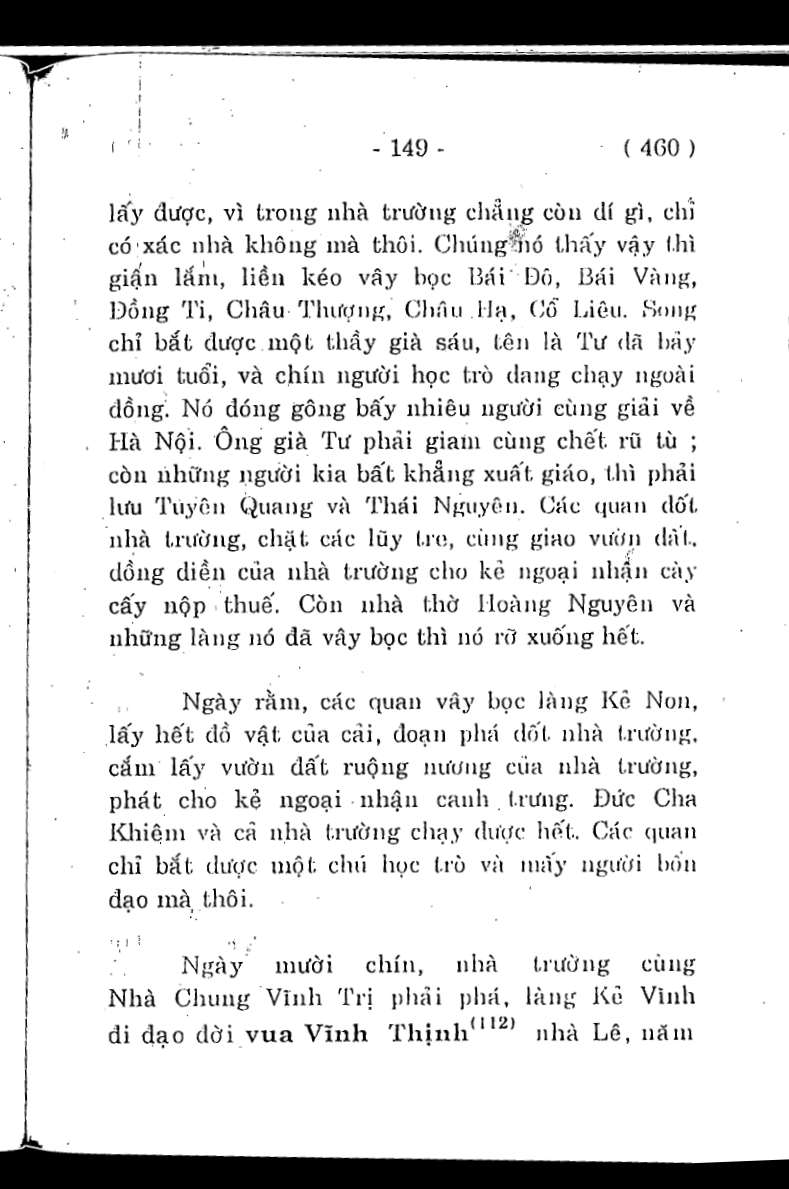 - 149 - ( 460 )
lấy được, vì trong nhà trường chẳng còn dí gì, chỉ
có xác nhà không mà thôi. Chúng nó thấy vậy thì
giận lắm, liền kéo vây bọc Bái Đô, Bái Vàng,
Đồng Ti, Châu Thượng, Châu Hạ, Cổ Liêu. Song
chỉ bắt được một thầy già sáu, tên là Tư đã bảy
mươi tuổi, và chín người học trò đang chạy ngoài
đồng. Nó đóng gông bấy nhiêu người cùng giải về
Hà Nội. Ông già Tư phải giam cùng chết rũ tù ;
còn những người kia bất khẳng xuất giáo, thì phải
lưu Tuyên Quang và Thái Nguyên. Các quan đốt
nhà trường, chặt các lũy tre, cùng giao vườn đất,
đồng điền của nhà trường cho kẻ ngoại nhận cày
cấy nộp thuế. Còn nhà thờ Hoàng Nguyên và
những làng nó đã vây bọc thì nó rỡ xuống hết.
Ngày rằm, các quan vây bọc làng Kẻ Non,
lấy hết đồ vật của cải, đoạn phá đốt nhà trường,
cắm lấy vườn đất ruộng nương của nhà trường,
phát cho kẻ ngoại nhận canh trưng. Đức Cha
Khiêm và cả nhà trường chạy được hết. Các quan
chỉ bắt được một chú học trò và mấy người bổn
đạo mà thôi.
Ngày mười chín, nhà trường cùng
Nhà Chung Vĩnh Trị phải phá, làng Kẻ Vĩnh
đi đạo đời vua Vĩnh Thịnh(112) nhà Lê, năm